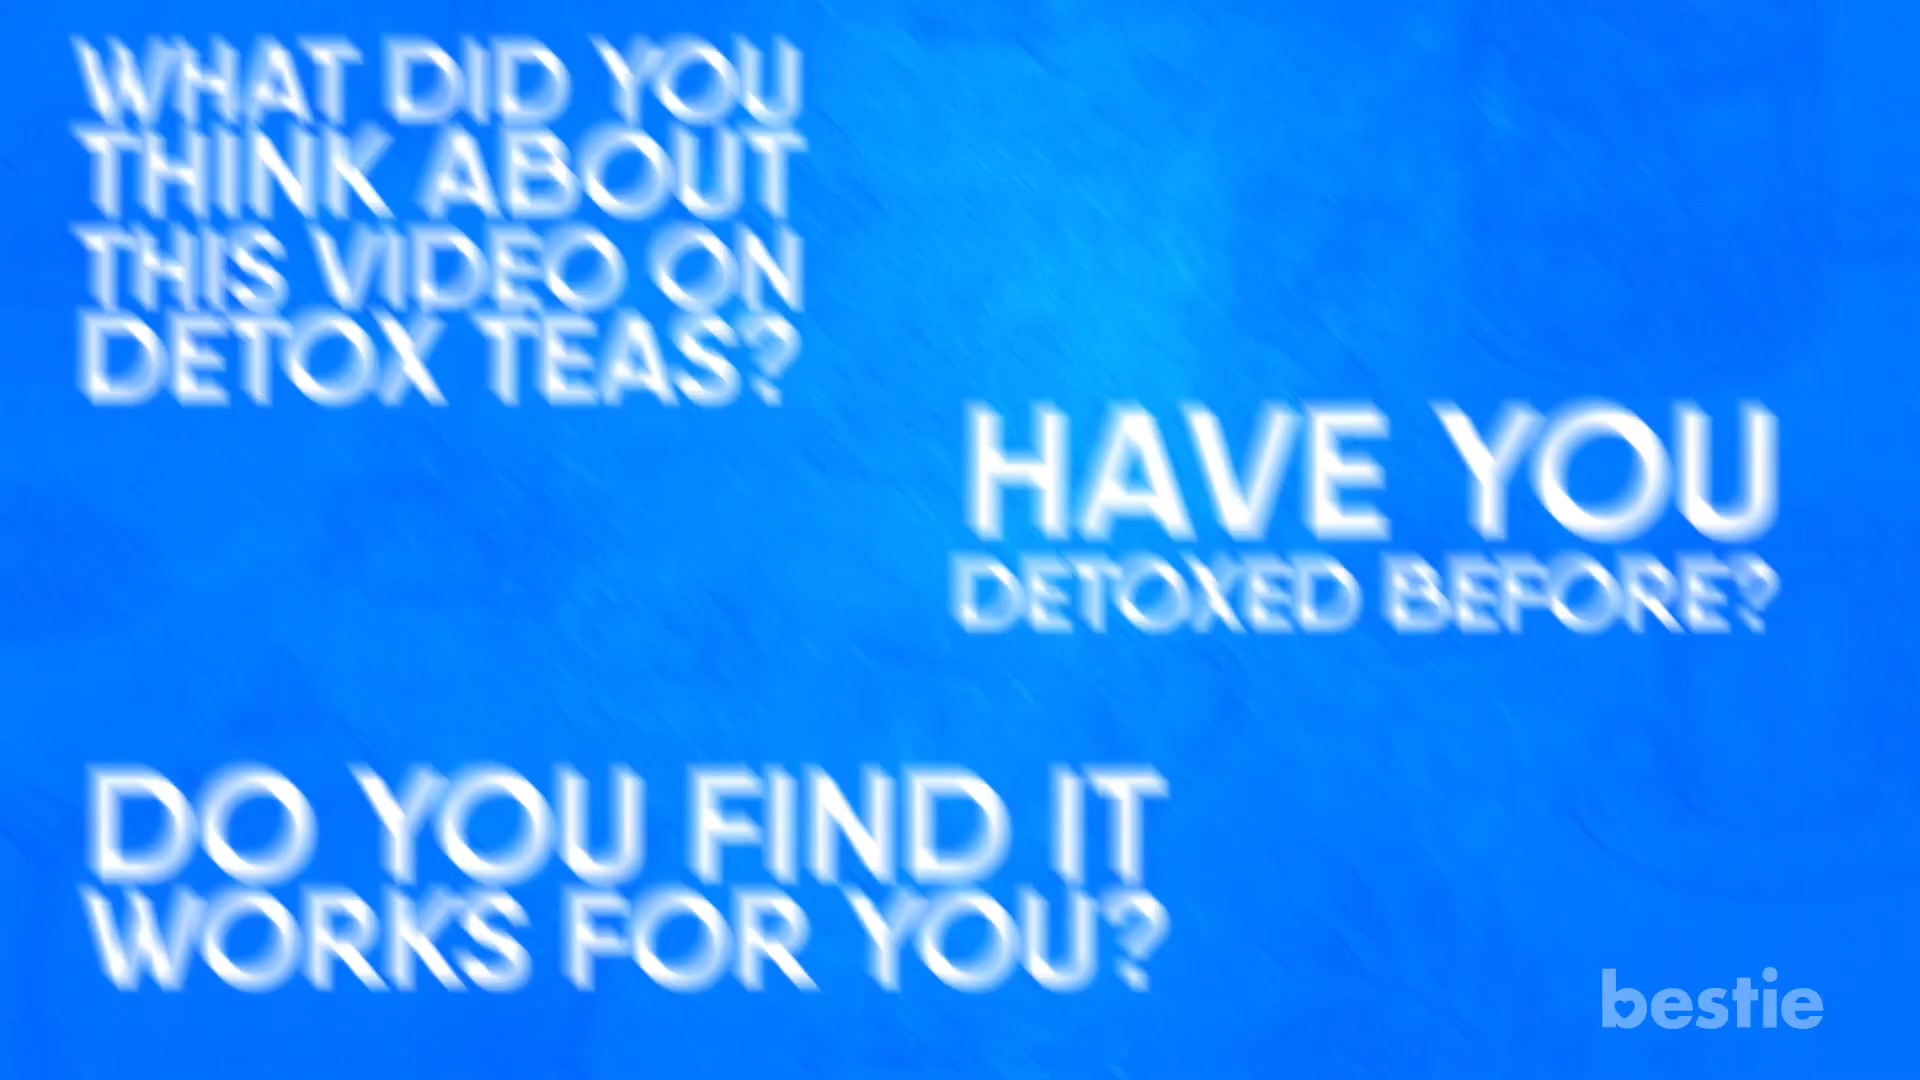 WHAT DID YOU
THINK ABOUT
THIS VIDEO ON
DETOX TEAS?
HAVE YOU
DETOXED BEFORE?
DO YOU FIND IT
WORKS FOR YOU?
bestie